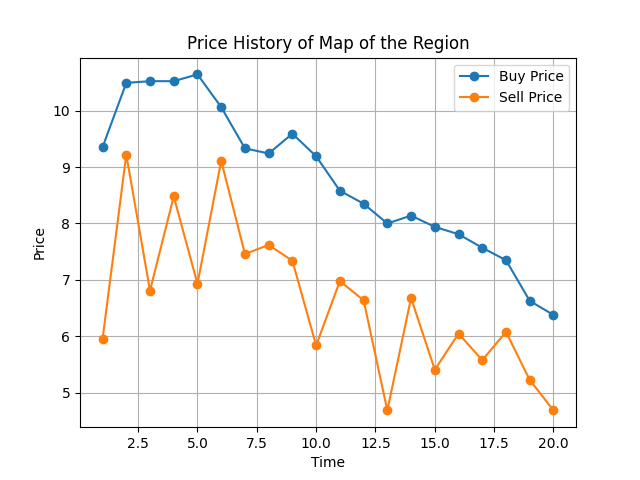 Price History of Map of the Region
Buy Price
Sell Price
Price
10
9
8
7
6
5
2.5 5.0 7.5 10.0 12.5 15.0 17.5 20.0
Time